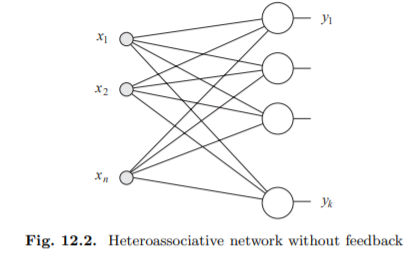 x1
y1
x2
xn
yk
Fig. 12.2. Heteroassociative network without feedback